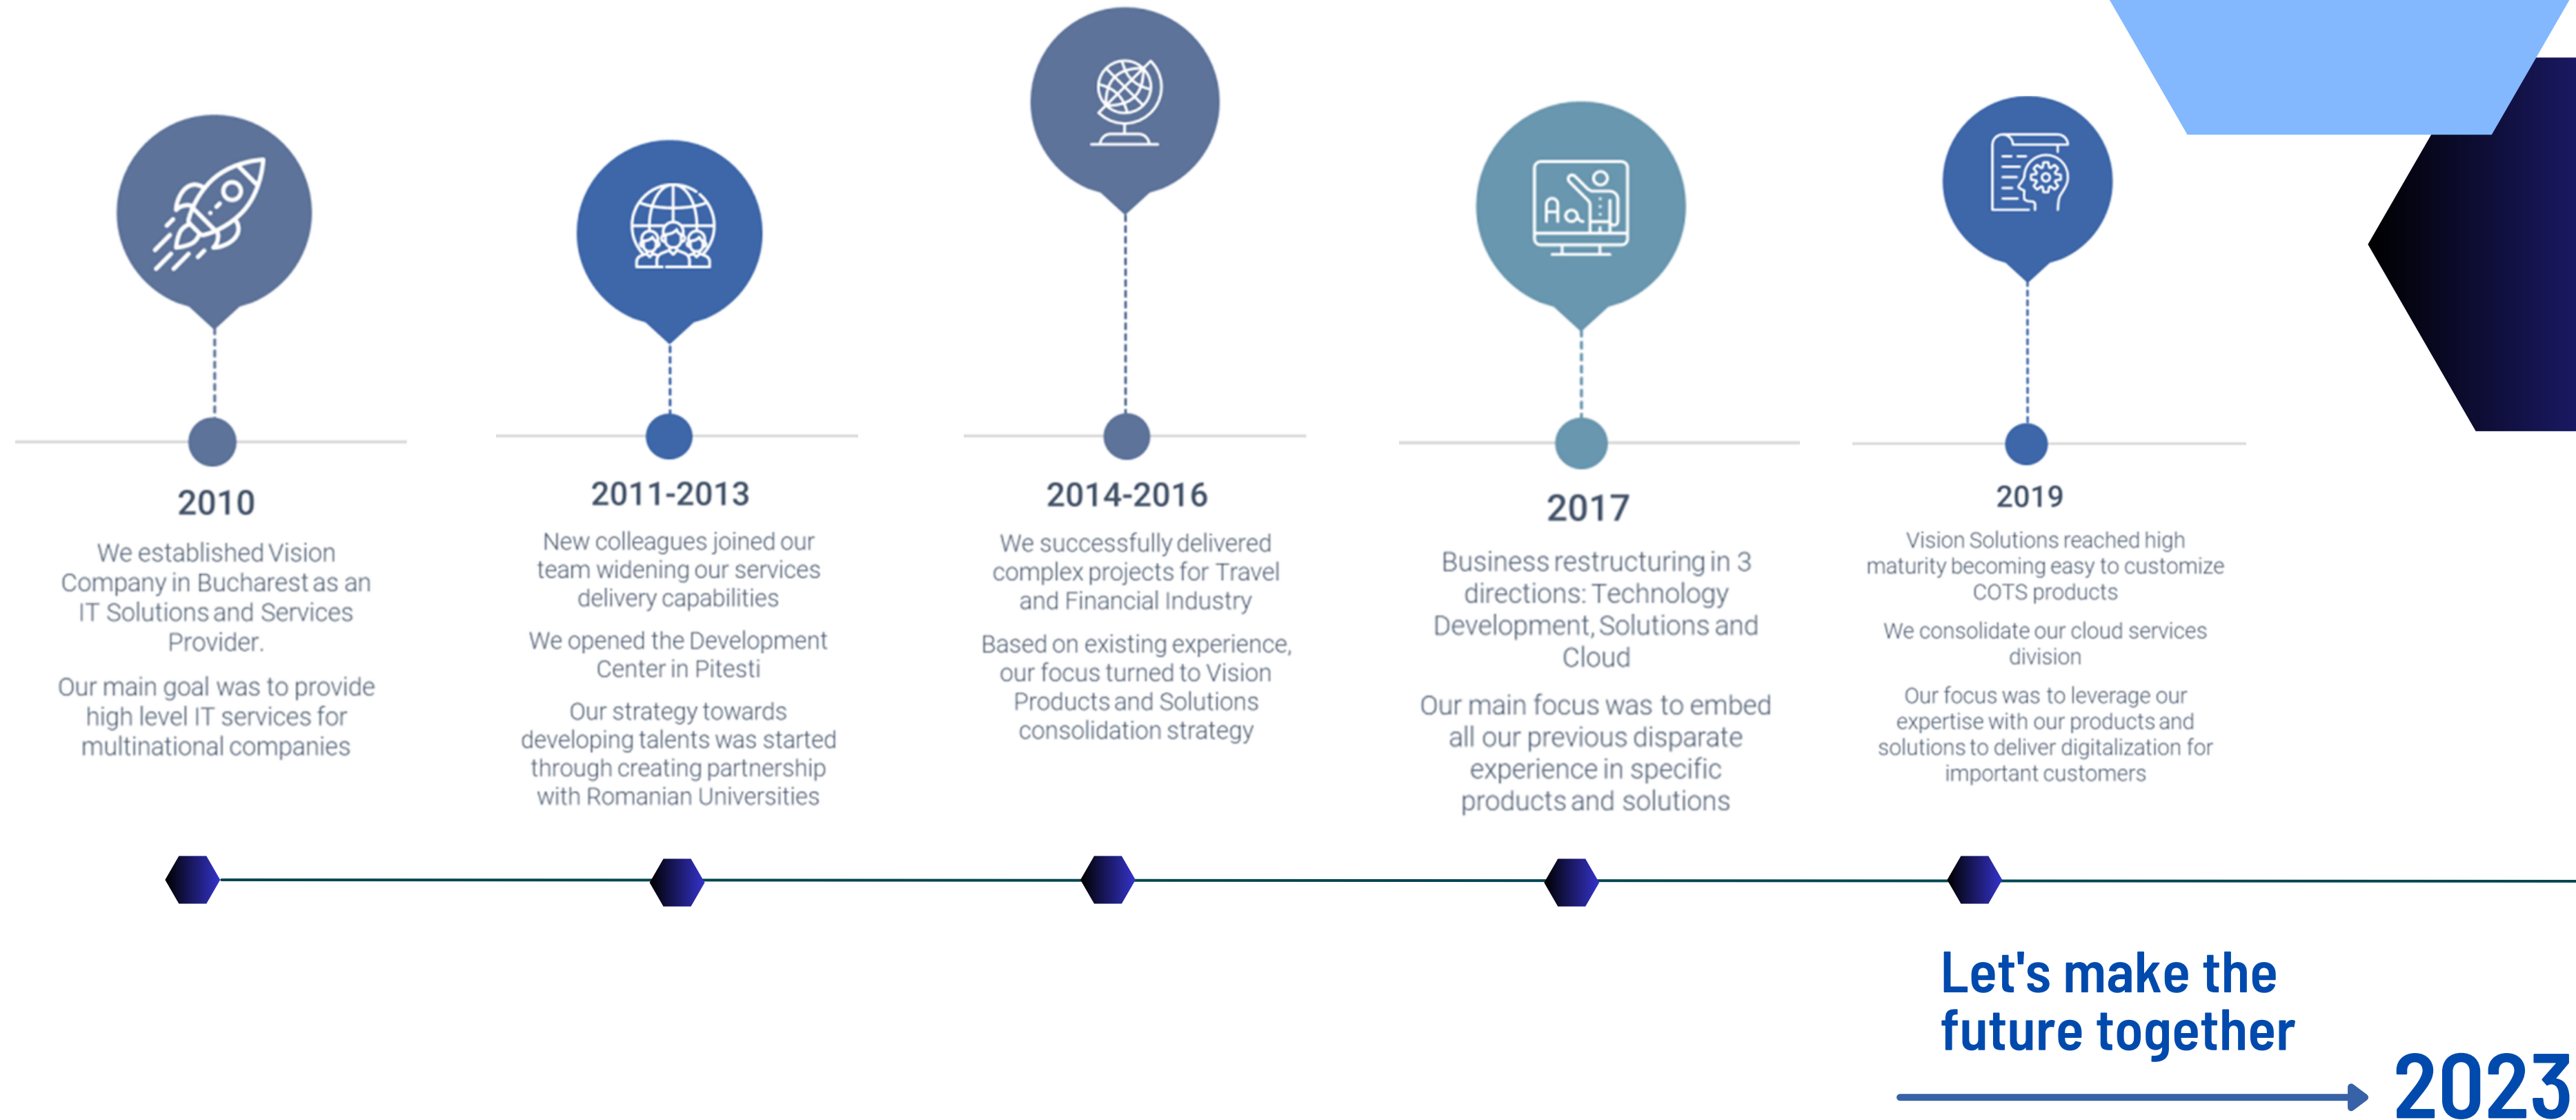 2010
We established Vision
Company in Bucharest as an
IT Solutions and Services
Provider.
Our main goal was to provide
high level IT services for
multinational companies
2011-2013
New colleagues joined our
team widening our services
delivery capabilities
We opened the Development
Center in Pitesti
Our strategy towards
developing talents was started
through creating partnership
with Romanian Universities
2014-2016
We successfully delivered
complex projects for Travel
and Financial Industry
Based on existing experience,
our focus turned to Vision
Products and Solutions
consolidation strategy
Aa
2017
Business restructuring in 3
directions: Technology
Development, Solutions and
Cloud
Our main focus was to embed
all our previous disparate
experience in specific
products and solutions
2019
Vision Solutions reached high
maturity becoming easy to customize
COTS products
We consolidate our cloud services
division
Our focus was to leverage our
expertise with our products and
solutions to deliver digitalization for
important customers
Let's make the
future together
2023